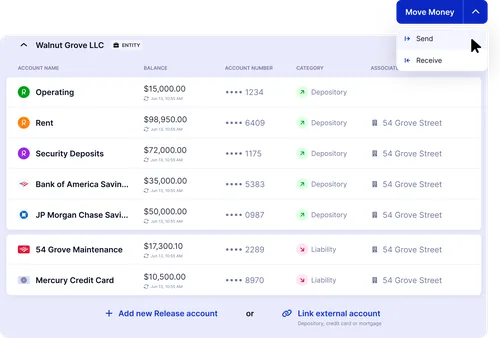 Move Money
Send
Receive
Walnut Grove LLC ENTITY
ACCOUNT NAME BALANCE ACCOUNT NUMBER CATEGORY ASSOCIAT
R Operating $15,000.00 •••• 1234 Depository
Jun 13, 10:55 AM
R Rent $98,950.00 •••• 6409 Depository 54 Grove Street
Jun 13, 10:55 AM
R Security Deposits $72,000.00 •••• 1175 Depository 54 Grove Street
Jun 13, 10:55 AM
Bank of America Savin... $35,000.00 •••• 5383 Depository 54 Grove Street
Jun 13, 10:55 AM
JP Morgan Chase Savi... $50,000.00 •••• 0987 Depository 54 Grove Street
Jun 13, 10:55 AM
54 Grove Maintenance $17,300.10 •••• 2289 Liability 54 Grove Street
Jun 13, 10:55 AM
Mercury Credit Card $10,500.00 •••• 8970 Liability 54 Grove Street
Jun 13, 10:55 AM
+ Add new Release account or Link external account
Depository, credit card or mortgage